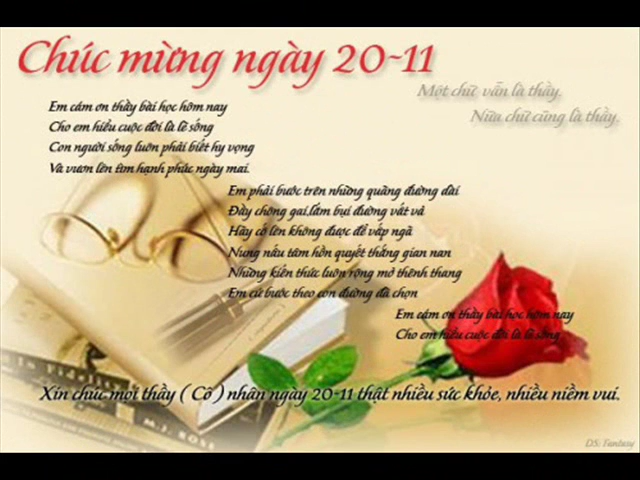 Chúc mừng ngày 20-11
Một chữ vẫn là thầy.
Nửa chữ cũng là thầy.
Em cám ơn thầy bài học hôm nay
Cho em hiểu cuộc đời là lẽ sống
Con người sống luôn phải biết hy vọng
Và vươn lên tìm hạnh phúc ngày mai.
Em phải bước trên những quãng đường dài
Đầy chông gai,lắm bụi đường vất vả
Hãy cố lên không được để vấp ngã
Nung nấu tâm hồn quyết thắng gian nan
Những kiến thức luôn rộng mở thênh thang
Em cứ bước theo con đường đã chọn
Em cám ơn thầy bài học hôm nay
Cho em hiểu cuộc đời là lẽ sống
Xin chúc mọi thầy ( Cô ) nhân ngày 20-11 thật nhiều sức khỏe, nhiều niềm vui.
M.J. ROSE
DS: Fantasy